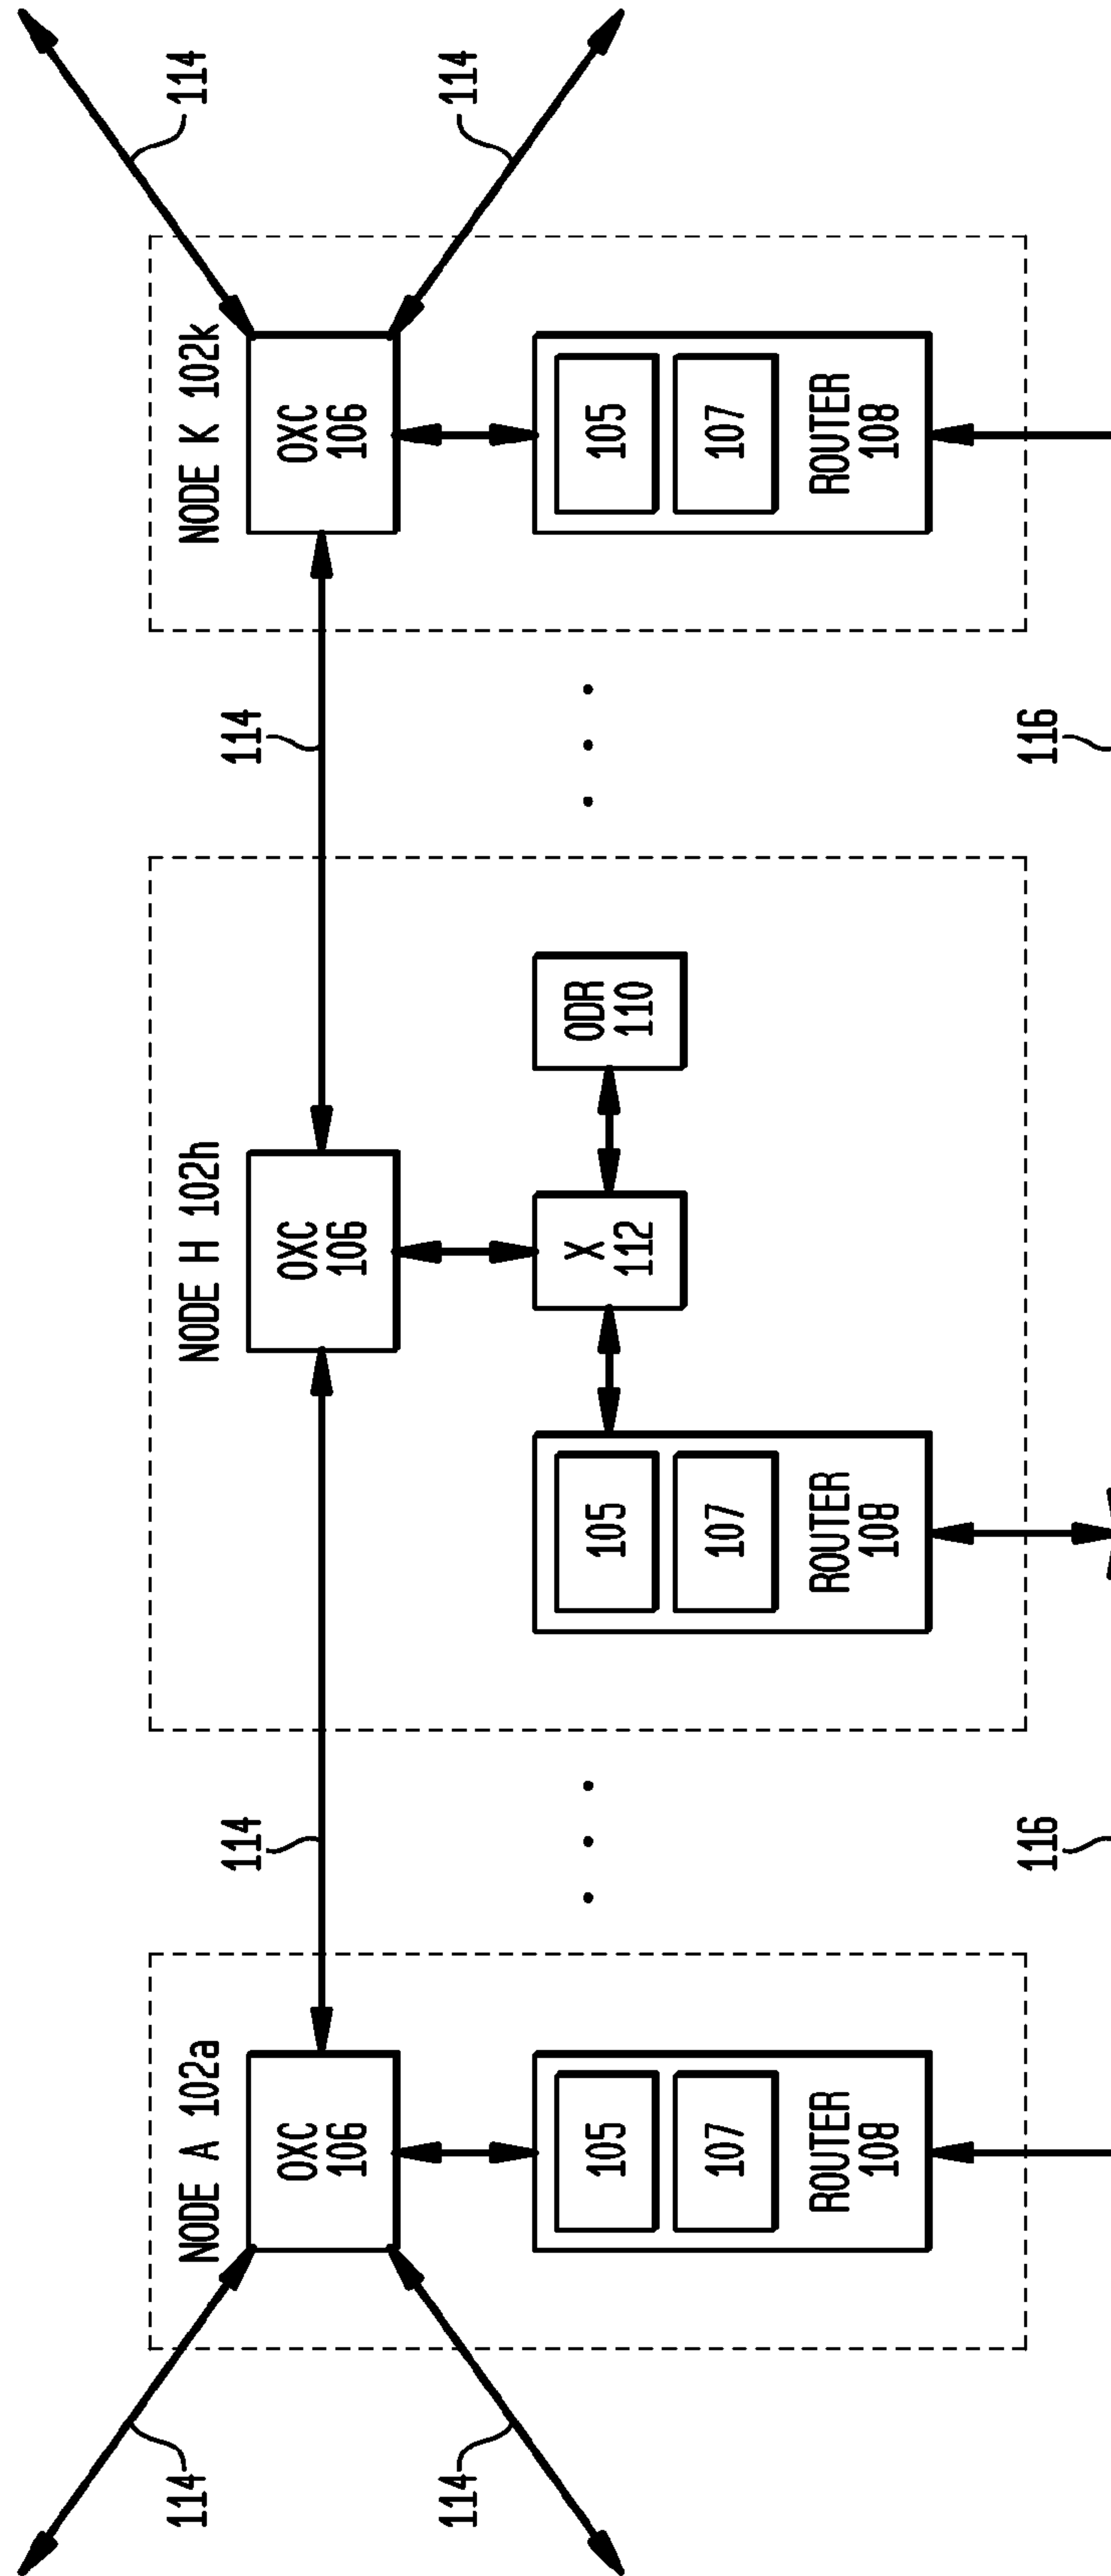 114
NODE A 102a
NODE H 102h
NODE K 102k
114
114
114
OXC
106
OXC
106
OXC
106
114
114
105
105
X
112
ODR
110
105
107
107
107
ROUTER
108
ROUTER
108
ROUTER
108
116
116